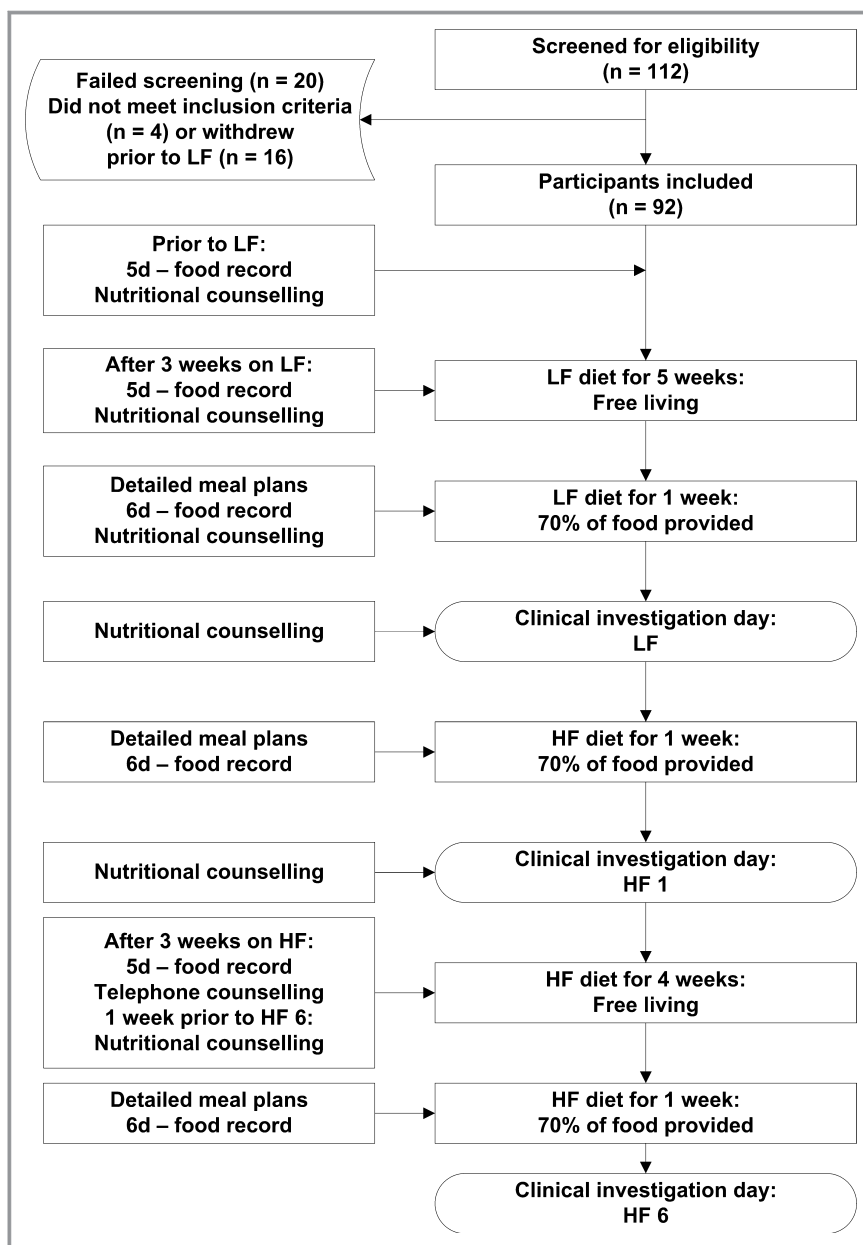 Screened for eligibility
(n = 112)
Failed screening (n = 20)
Did not meet inclusion criteria
(n = 4) or withdrew
prior to LF (n = 16)
Participants included
(n = 92)
Prior to LF:
5d – food record
Nutritional counselling
After 3 weeks on LF:
5d – food record
Nutritional counselling
LF diet for 5 weeks:
Free living
Detailed meal plans
6d – food record
Nutritional counselling
LF diet for 1 week:
70% of food provided
Nutritional counselling
Clinical investigation day:
LF
Detailed meal plans
6d – food record
HF diet for 1 week:
70% of food provided
Nutritional counselling
Clinical investigation day:
HF 1
After 3 weeks on HF:
5d – food record
Telephone counselling
1 week prior to HF 6:
Nutritional counselling
HF diet for 4 weeks:
Free living
Detailed meal plans
6d – food record
HF diet for 1 week:
70% of food provided
Clinical investigation day:
HF 6